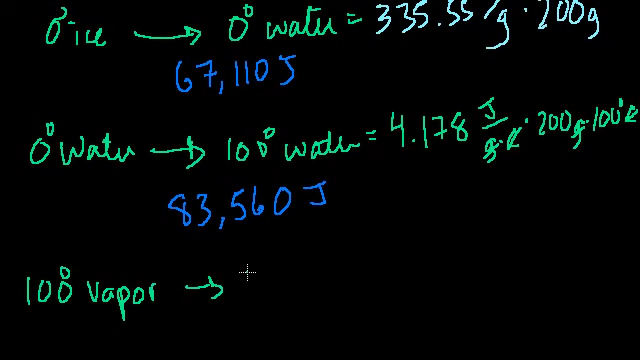 0° ice → 0° water = 335.55 J/g · 200g
67,110 J
0° water → 100° water = 4.178 J/g·K · 200g · 100°K
83,560 J
100° vapor →